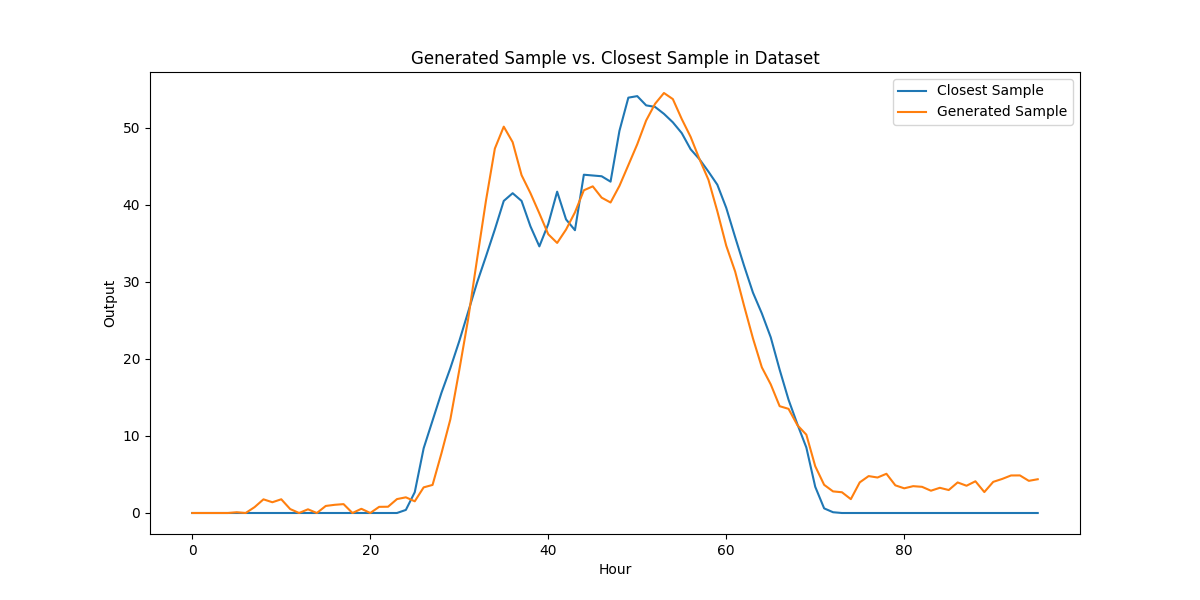 Generated Sample vs. Closest Sample in Dataset
Closest Sample
Generated Sample
Output
50
40
30
20
10
0
0 20 40 60 80
Hour